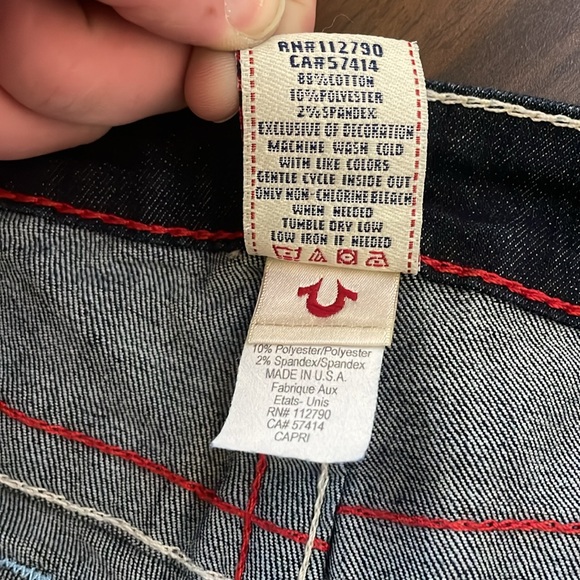 RN#112790
CA#57414
88%COTTON
10%POLYESTER
2%SPANDEX
EXCLUSIVE OF DECORATION
MACHINE WASH COLD
WITH LIKE COLORS
GENTLE CYCLE INSIDE OUT
ONLY NON-CHLORINE BLEACH
WHEN NEEDED
TUMBLE DRY LOW
LOW IRON IF NEEDED
10% Polyester/Polyester
2% Spandex/Spandex
MADE IN U.S.A.
Fabrique Aux
Etats- Unis
RN# 112790
CA# 57414
CAPRI